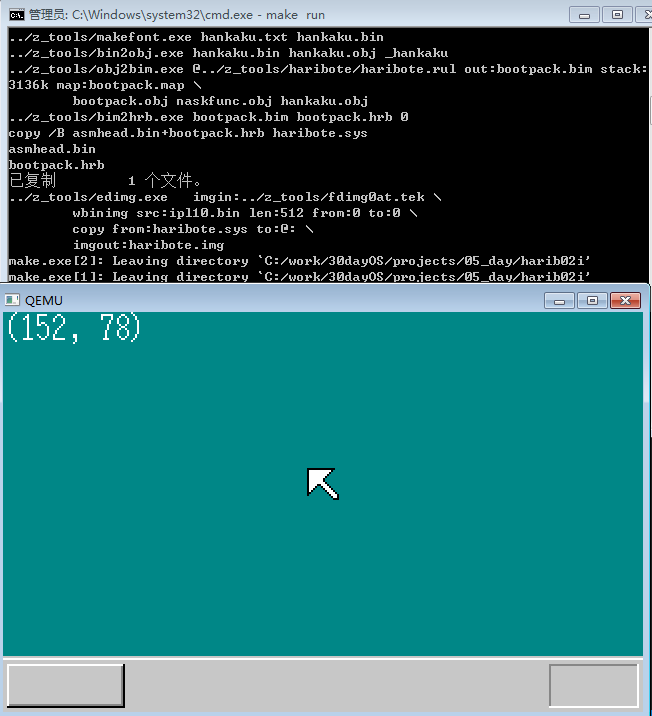 管理员: C:\Windows\system32\cmd.exe - make  run
../z_tools/makefont.exe hankaku.txt hankaku.bin
../z_tools/bin2obj.exe hankaku.bin hankaku.obj _hankaku
../z_tools/obj2bim.exe @../z_tools/haribote/haribote.rul out:bootpack.bim stack:
3136k map:bootpack.map \
        bootpack.obj naskfunc.obj hankaku.obj
../z_tools/bim2hrb.exe bootpack.bim bootpack.hrb 0
copy /B asmhead.bin+bootpack.hrb haribote.sys
asmhead.bin
bootpack.hrb
已复制         1 个文件。
../z_tools/edimg.exe   imgin:../z_tools/fdimg0at.tek \
        wbinimg src:ipl10.bin len:512 from:0 to:0 \
        copy from:haribote.sys to:@: \
        imgout:haribote.img
make.exe[2]: Leaving directory `C:/work/30dayOS/projects/05_day/harib02i'
make.exe[1]: Leaving directory `C:/work/30dayOS/projects/05_day/harib02i'
QEMU
(152, 78)